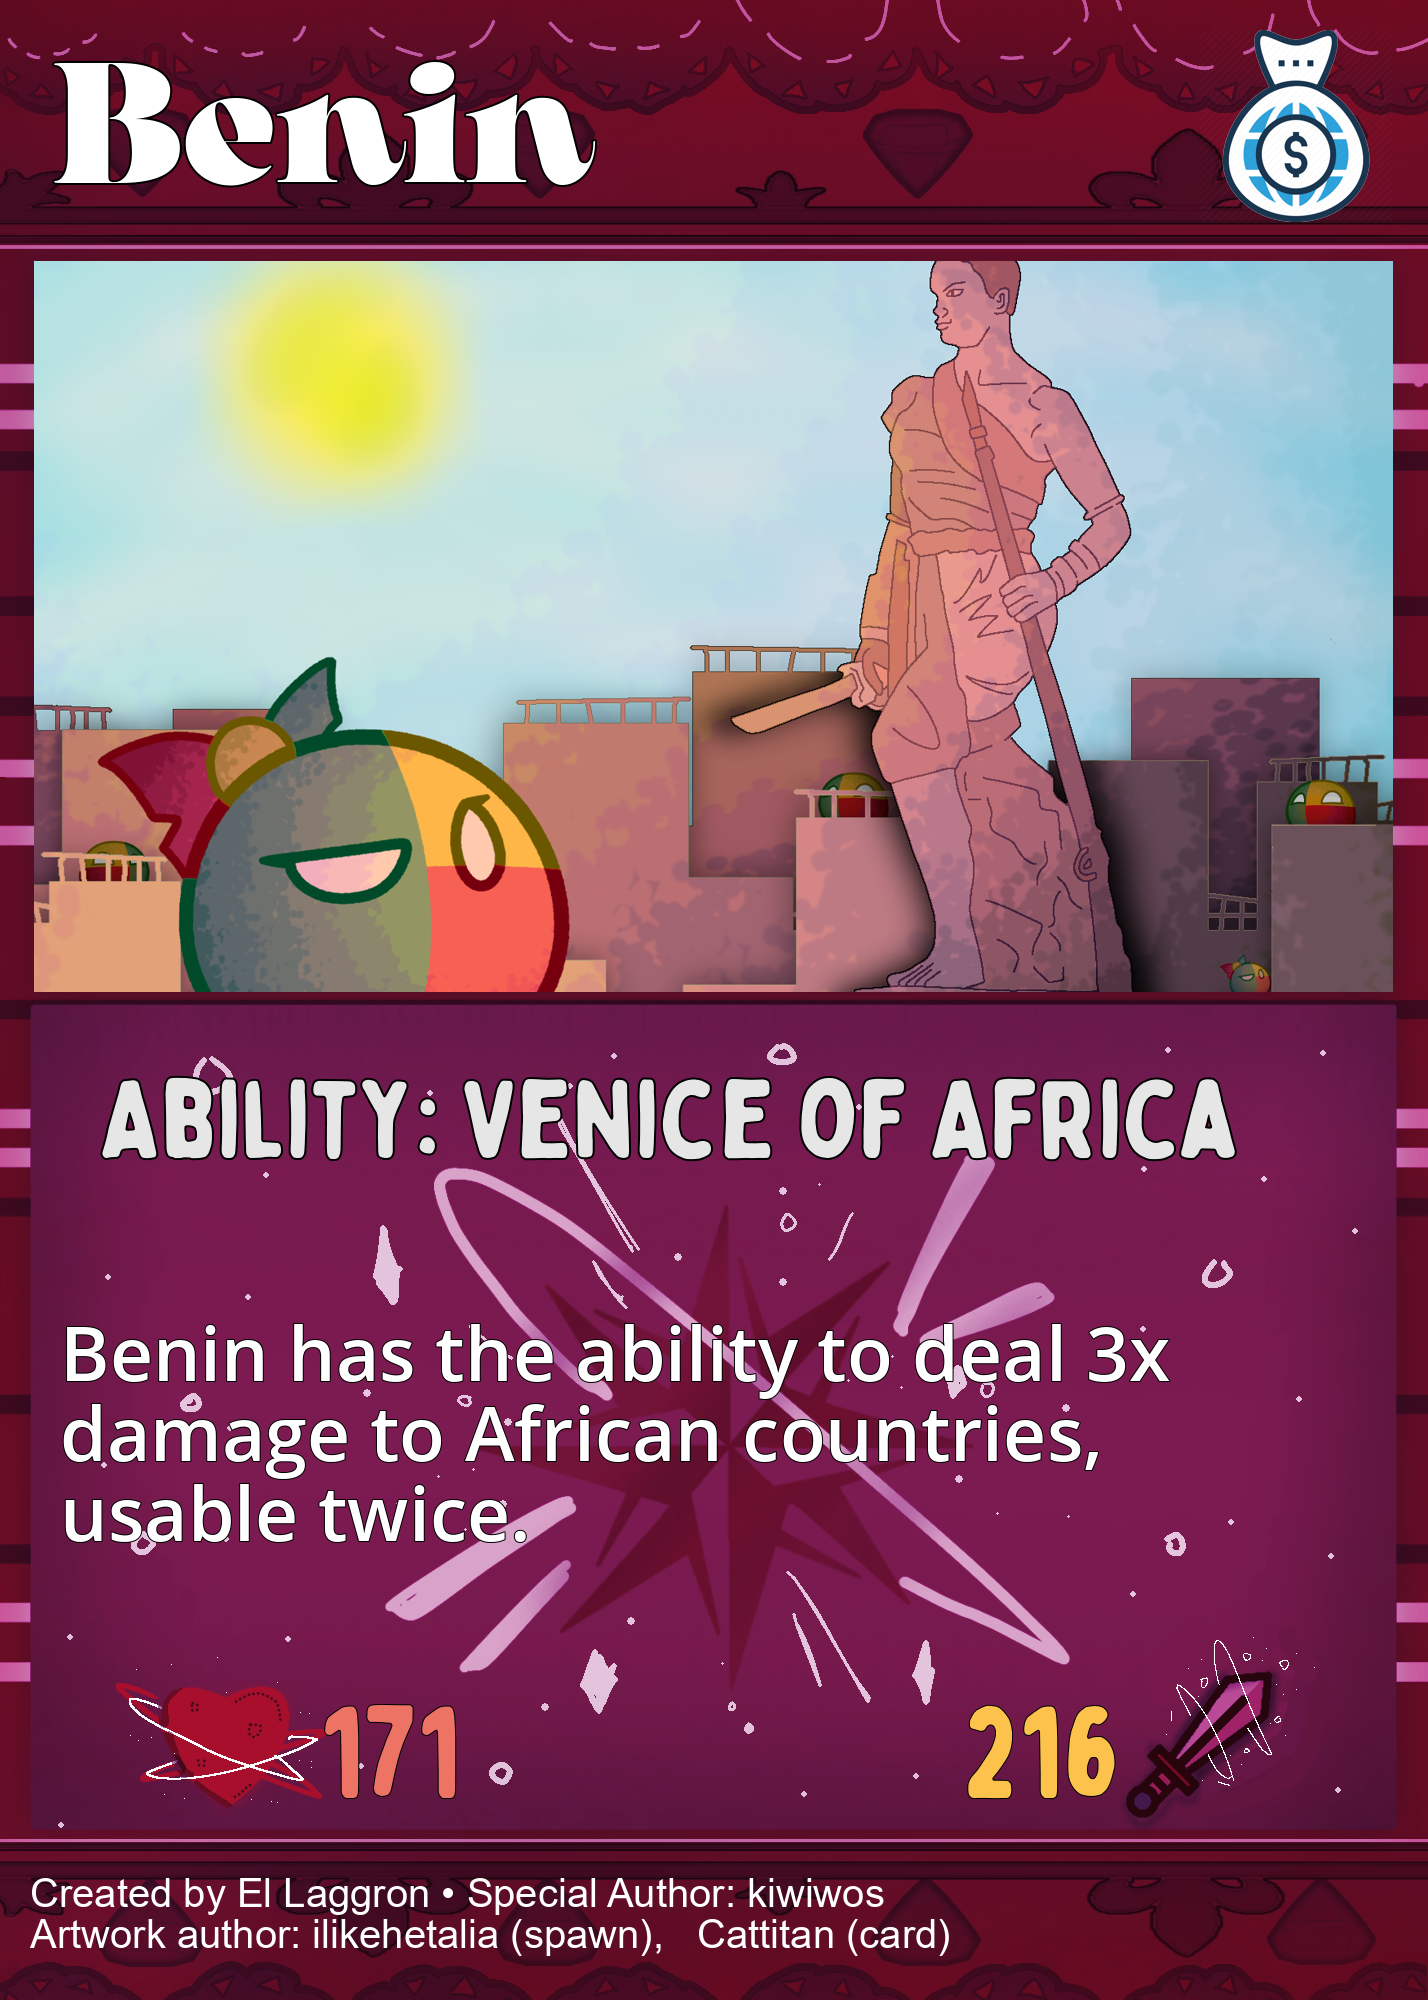 Benin
$
ABILITY: VENICE OF AFRICA
Benin has the ability to deal 3x
damage to African countries,
usable twice.
171
216
Created by El Laggron • Special Author: kiwiwos
Artwork author: ilikehetalia (spawn), Cattitan (card)